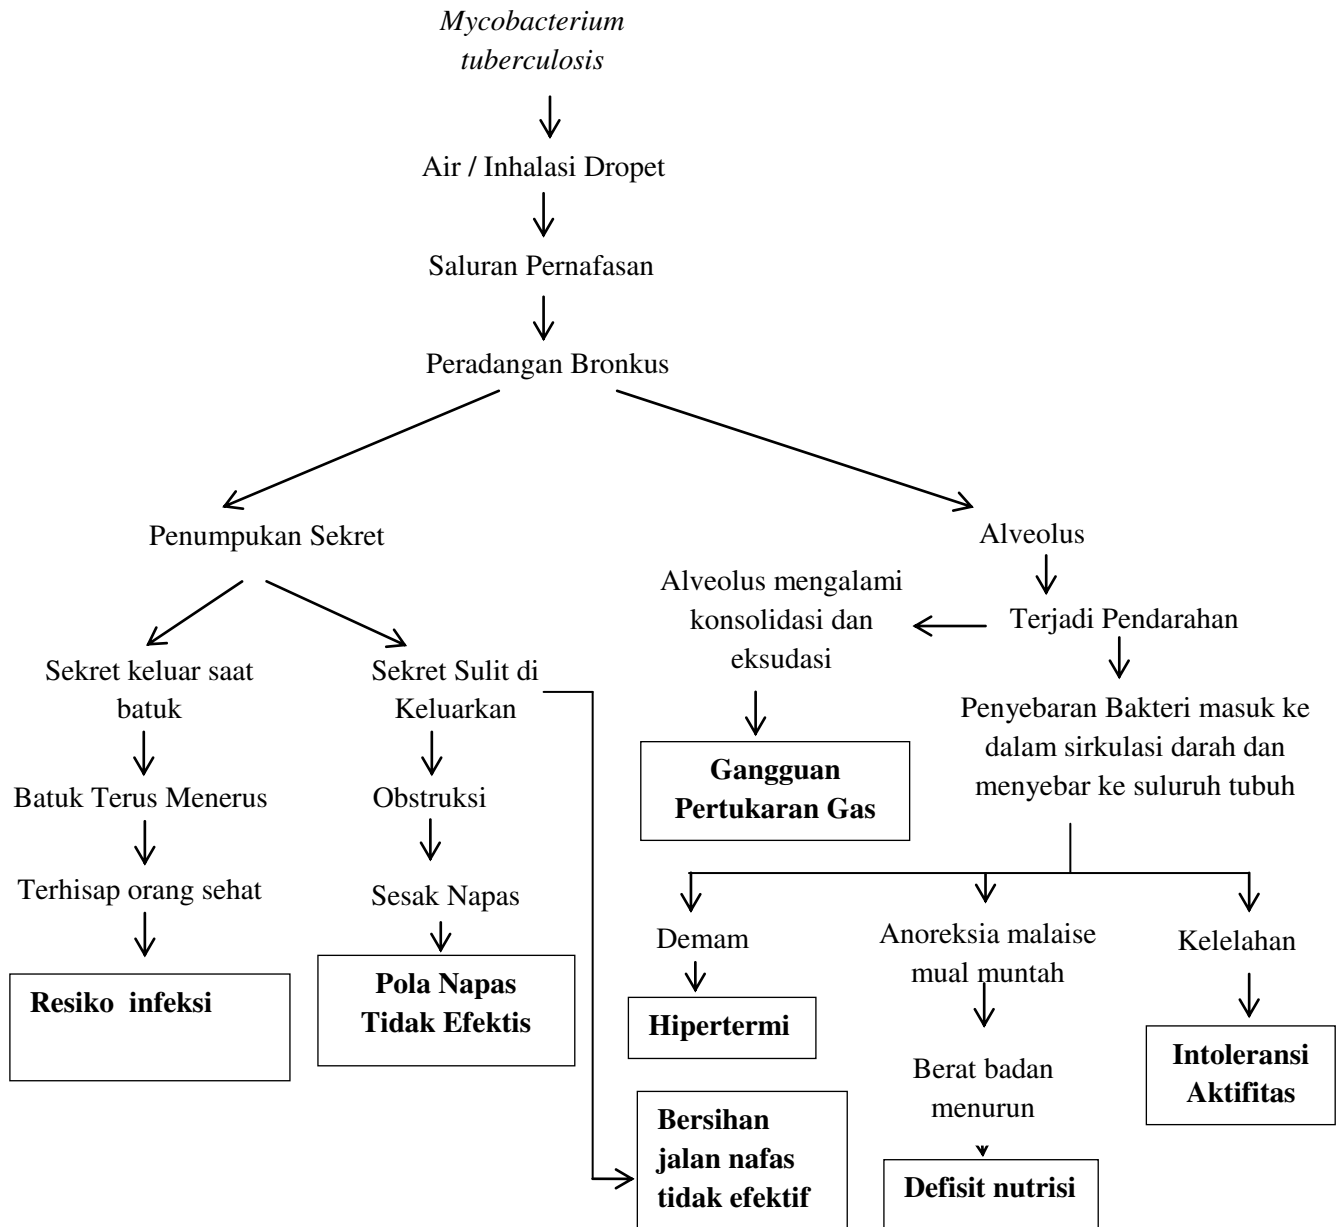 Mycobacterium
tuberculosis
Air / Inhalasi Dropet
Saluran Pernafasan
Peradangan Bronkus
Penumpukan Sekret
Alveolus
Sekret keluar saat
batuk
Batuk Terus Menerus
Terhisap orang sehat
Resiko infeksi
Sekret Sulit di
Keluarkan
Obstruksi
Sesak Napas
Pola Napas
Tidak Efektis
Bersihan
jalan nafas
tidak efektif
Terjadi Pendarahan
Alveolus mengalami
konsolidasi dan
eksudasi
Gangguan
Pertukaran Gas
Penyebaran Bakteri masuk ke
dalam sirkulasi darah dan
menyebar ke suluruh tubuh
Demam
Hipertermi
Anoreksia malaise
mual muntah
Berat badan
menurun
Defisit nutrisi
Kelelahan
Intoleransi
Aktifitas